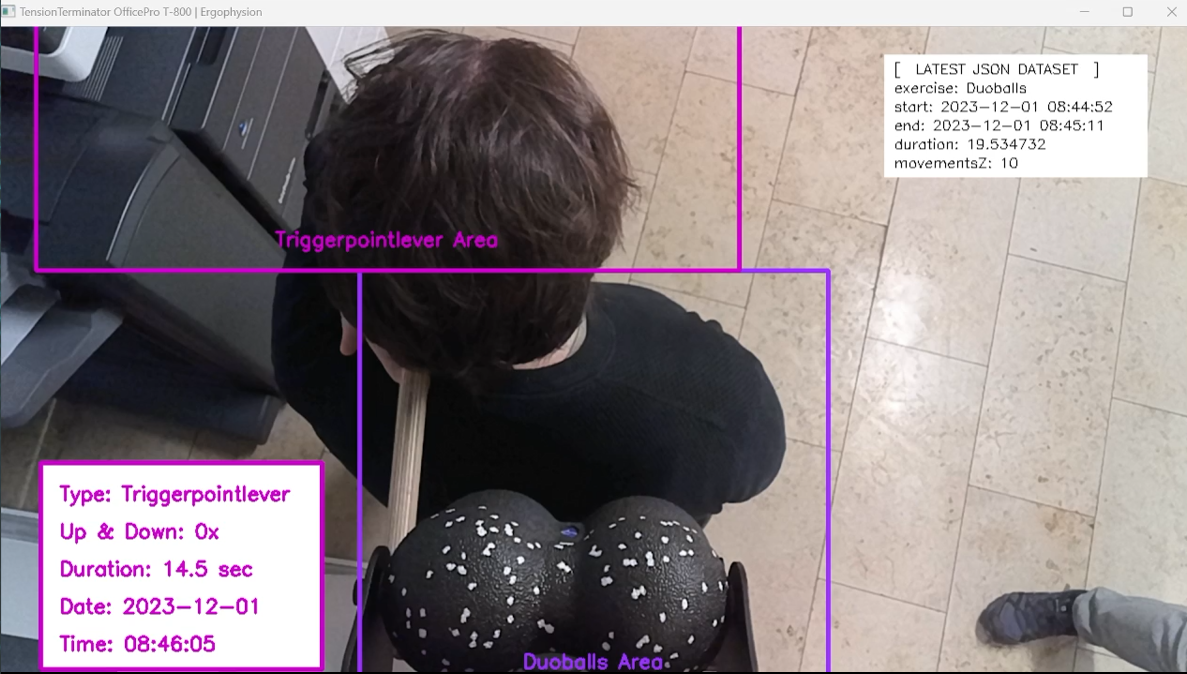 TensionTerminator OfficePro T-800 | Ergophysion
[ LATEST JSON DATASET ]
exercise: Duoballs
start: 2023-12-01 08:44:52
end: 2023-12-01 08:45:11
duration: 19.534732
movementsZ: 10
Triggerpointlever Area
Type: Triggerpointlever
Up & Down: 0x
Duration: 14.5 sec
Date: 2023-12-01
Time: 08:46:05
Duoballs Area